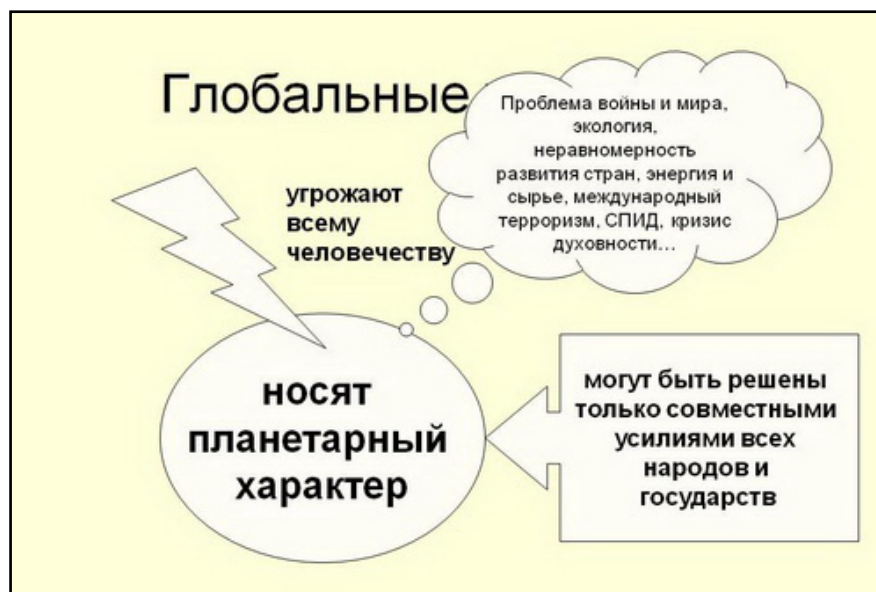 Глобальные
Проблема войны и мира,
экология,
неравномерность
развития стран, энергия и
сырье, международный
терроризм, СПИД, кризис
духовности…
угрожают
всему
человечеству
носят
планетарный
характер
могут быть решены
только совместными
усилиями всех
народов и
государств